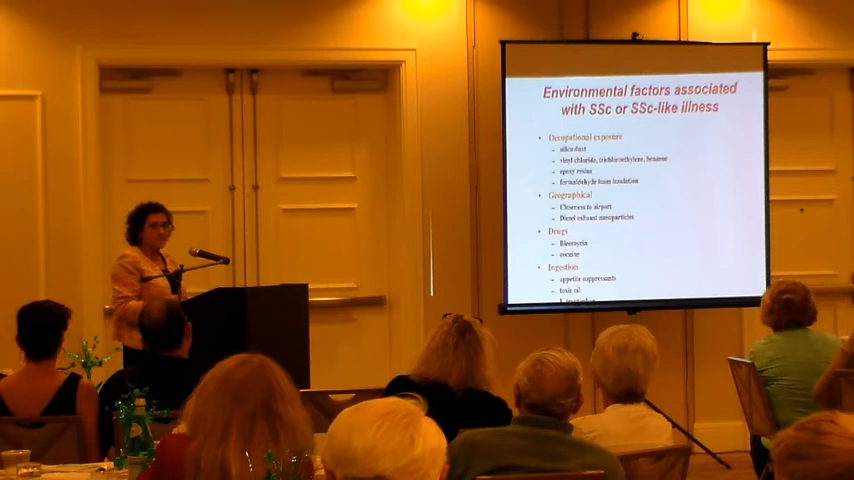 Environmental factors associated
with SSc or SSc-like illness
• Occupational exposure
– silica dust
– vinyl chloride, trichloroethylene, benzene
– epoxy resins
– formaldehyde foam insulation
• Geographical
– Closeness to airport
– Diesel exhaust nanoparticles
• Drugs
– Bleomycin
– cocaine
• Ingestion
– appetite suppressants
– toxic oil